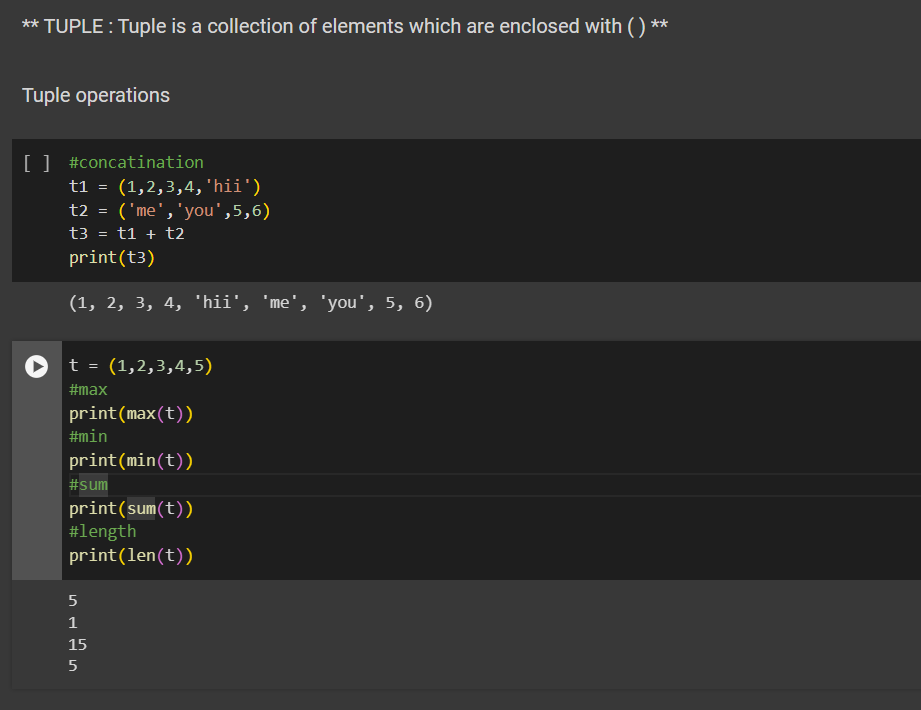 ** TUPLE : Tuple is a collection of elements which are enclosed with ( ) **
Tuple operations
[ ] #concatination
t1 = (1,2,3,4,'hii')
t2 = ('me','you',5,6)
t3 = t1 + t2
print(t3)
(1, 2, 3, 4, 'hii', 'me', 'you', 5, 6)
t = (1,2,3,4,5)
#max
print(max(t))
#min
print(min(t))
#sum
print(sum(t))
#length
print(len(t))
5
1
15
5